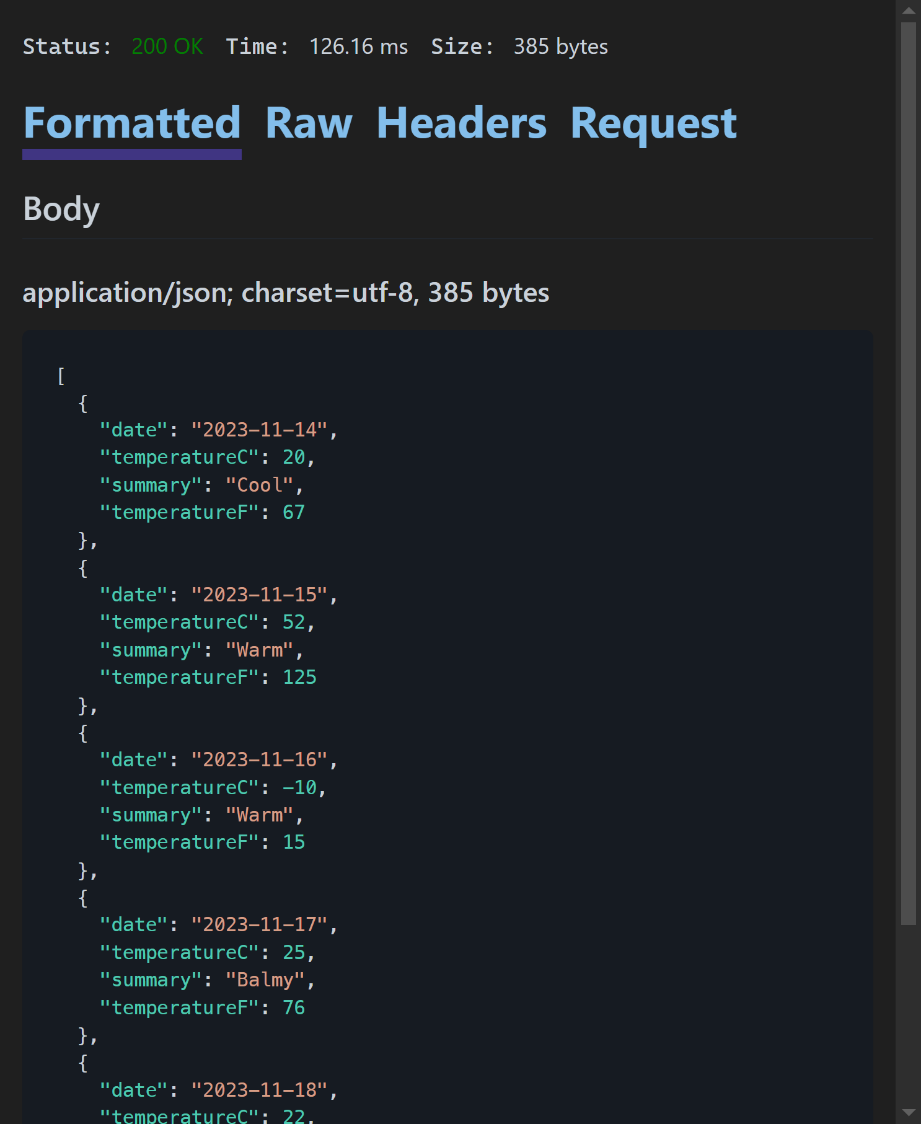 Status: 200 OK Time: 126.16 ms Size: 385 bytes
Formatted Raw Headers Request
Body
application/json; charset=utf-8, 385 bytes
[
  {
    "date": "2023-11-14",
    "temperatureC": 20,
    "summary": "Cool",
    "temperatureF": 67
  },
  {
    "date": "2023-11-15",
    "temperatureC": 52,
    "summary": "Warm",
    "temperatureF": 125
  },
  {
    "date": "2023-11-16",
    "temperatureC": -10,
    "summary": "Warm",
    "temperatureF": 15
  },
  {
    "date": "2023-11-17",
    "temperatureC": 25,
    "summary": "Balmy",
    "temperatureF": 76
  },
  {
    "date": "2023-11-18",
    "temperatureC": 22,